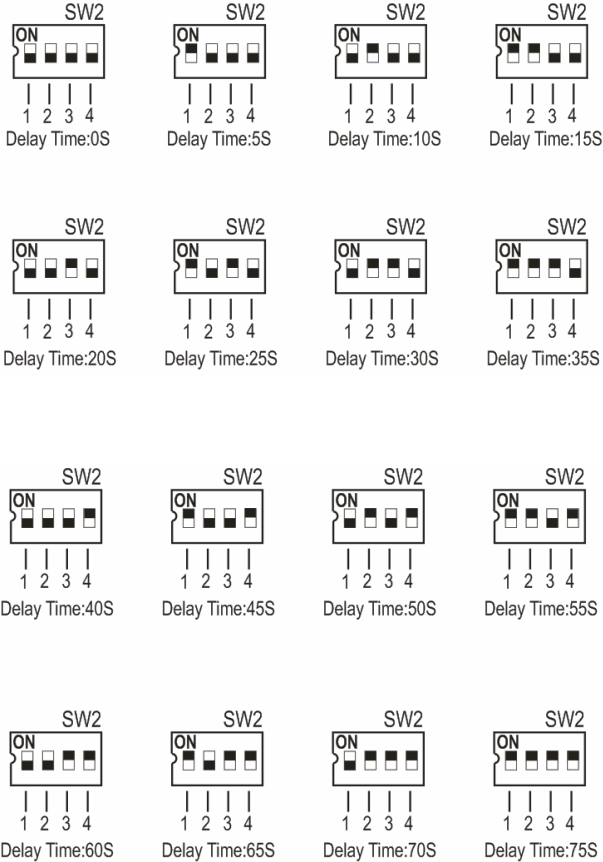 SW2 SW2 SW2 SW2
ON ON ON ON
1 2 3 4 1 2 3 4 1 2 3 4 1 2 3 4
Delay Time:0S Delay Time:5S Delay Time:10S Delay Time:15S
SW2 SW2 SW2 SW2
ON ON ON ON
1 2 3 4 1 2 3 4 1 2 3 4 1 2 3 4
Delay Time:20S Delay Time:25S Delay Time:30S Delay Time:35S
SW2 SW2 SW2 SW2
ON ON ON ON
1 2 3 4 1 2 3 4 1 2 3 4 1 2 3 4
Delay Time:40S Delay Time:45S Delay Time:50S Delay Time:55S
SW2 SW2 SW2 SW2
ON ON ON ON
1 2 3 4 1 2 3 4 1 2 3 4 1 2 3 4
Delay Time:60S Delay Time:65S Delay Time:70S Delay Time:75S